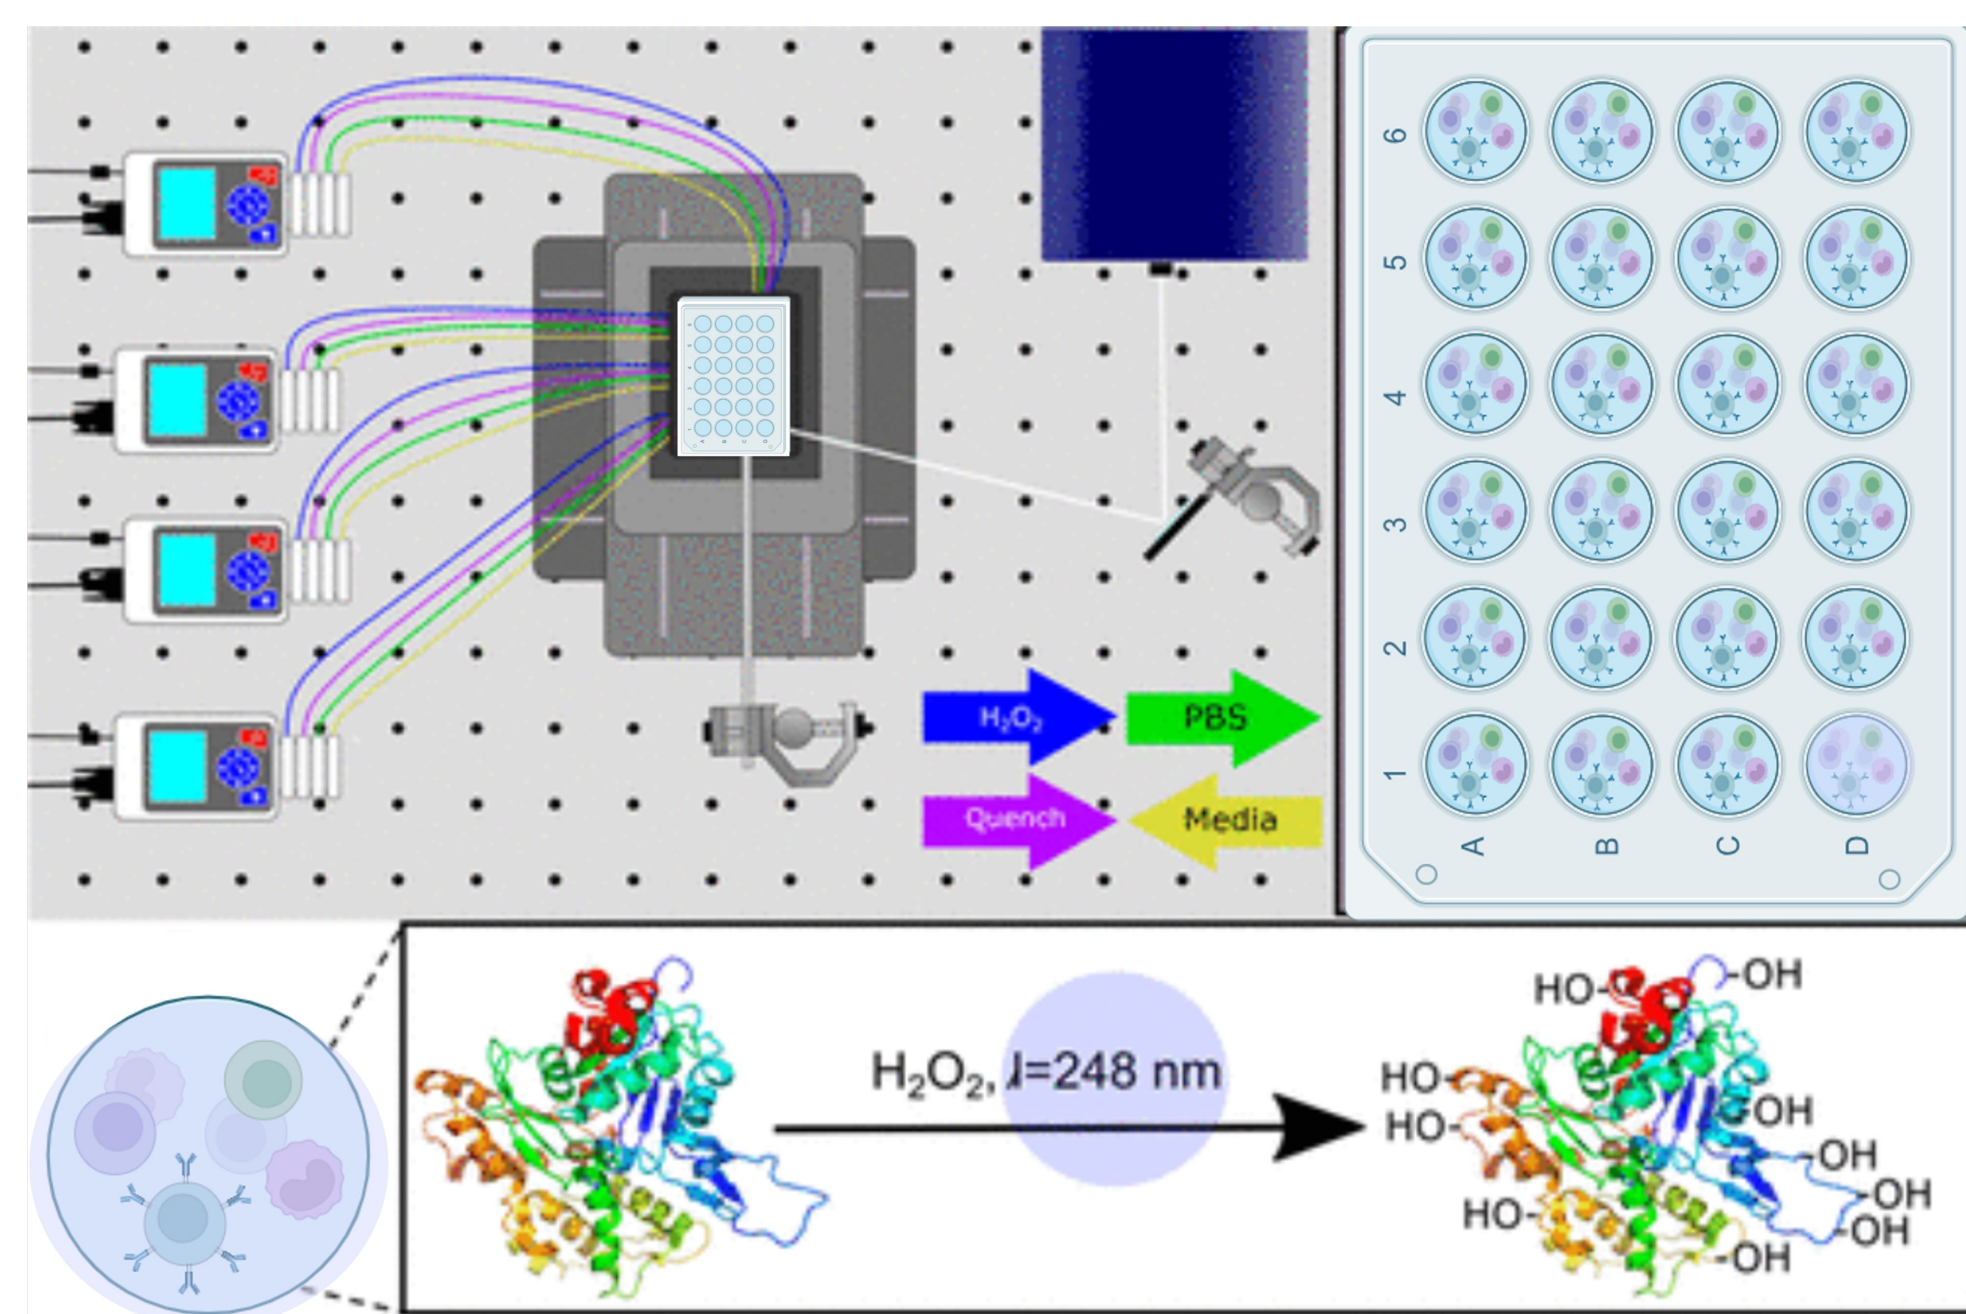 H₂O₂
PBS
Quench
Media
6
5
4
3
2
1
A
B
C
D
H₂O₂, λ=248 nm
HO-
-OH
HO-
HO-
OH
-OH
-OH
-OH
HO-
-OH